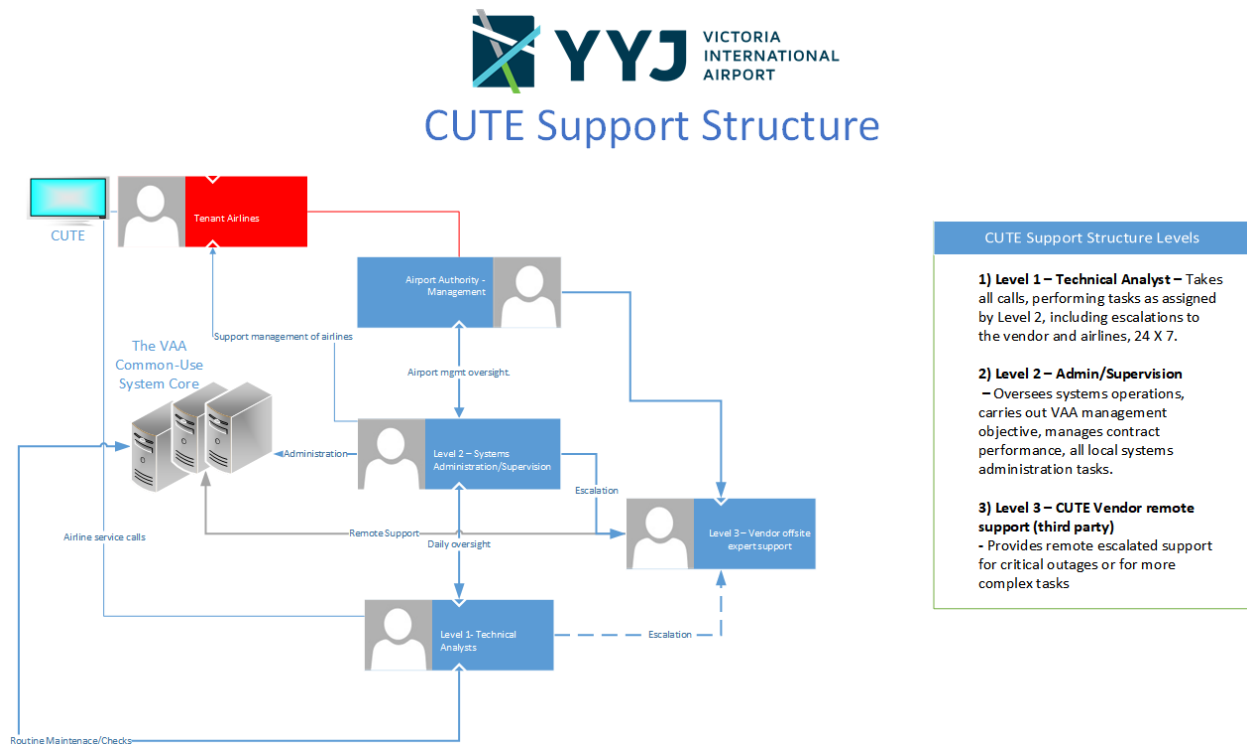 YYJ
VICTORIA
INTERNATIONAL
AIRPORT
CUTE Support Structure
CUTE
Tenant Airlines
Airport Authority -
Management
Support management of airlines
The VAA
Common-Use
System Core
Airport mgmt oversight.
Administration
Level 2 – Systems
Administration/Supervision
Escalation
Airline service calls
Remote Support
Daily oversight
Level 3 – Vendor offsite
expert support
Level 1- Technical
Analysts
Escalation
Routine Maintenace/Checks
CUTE Support Structure Levels
1) Level 1 – Technical Analyst – Takes
all calls, performing tasks as assigned
by Level 2, including escalations to
the vendor and airlines, 24 X 7.
2) Level 2 – Admin/Supervision
– Oversees systems operations,
carries out VAA management
objective, manages contract
performance, all local systems
administration tasks.
3) Level 3 – CUTE Vendor remote
support (third party)
- Provides remote escalated support
for critical outages or for more
complex tasks